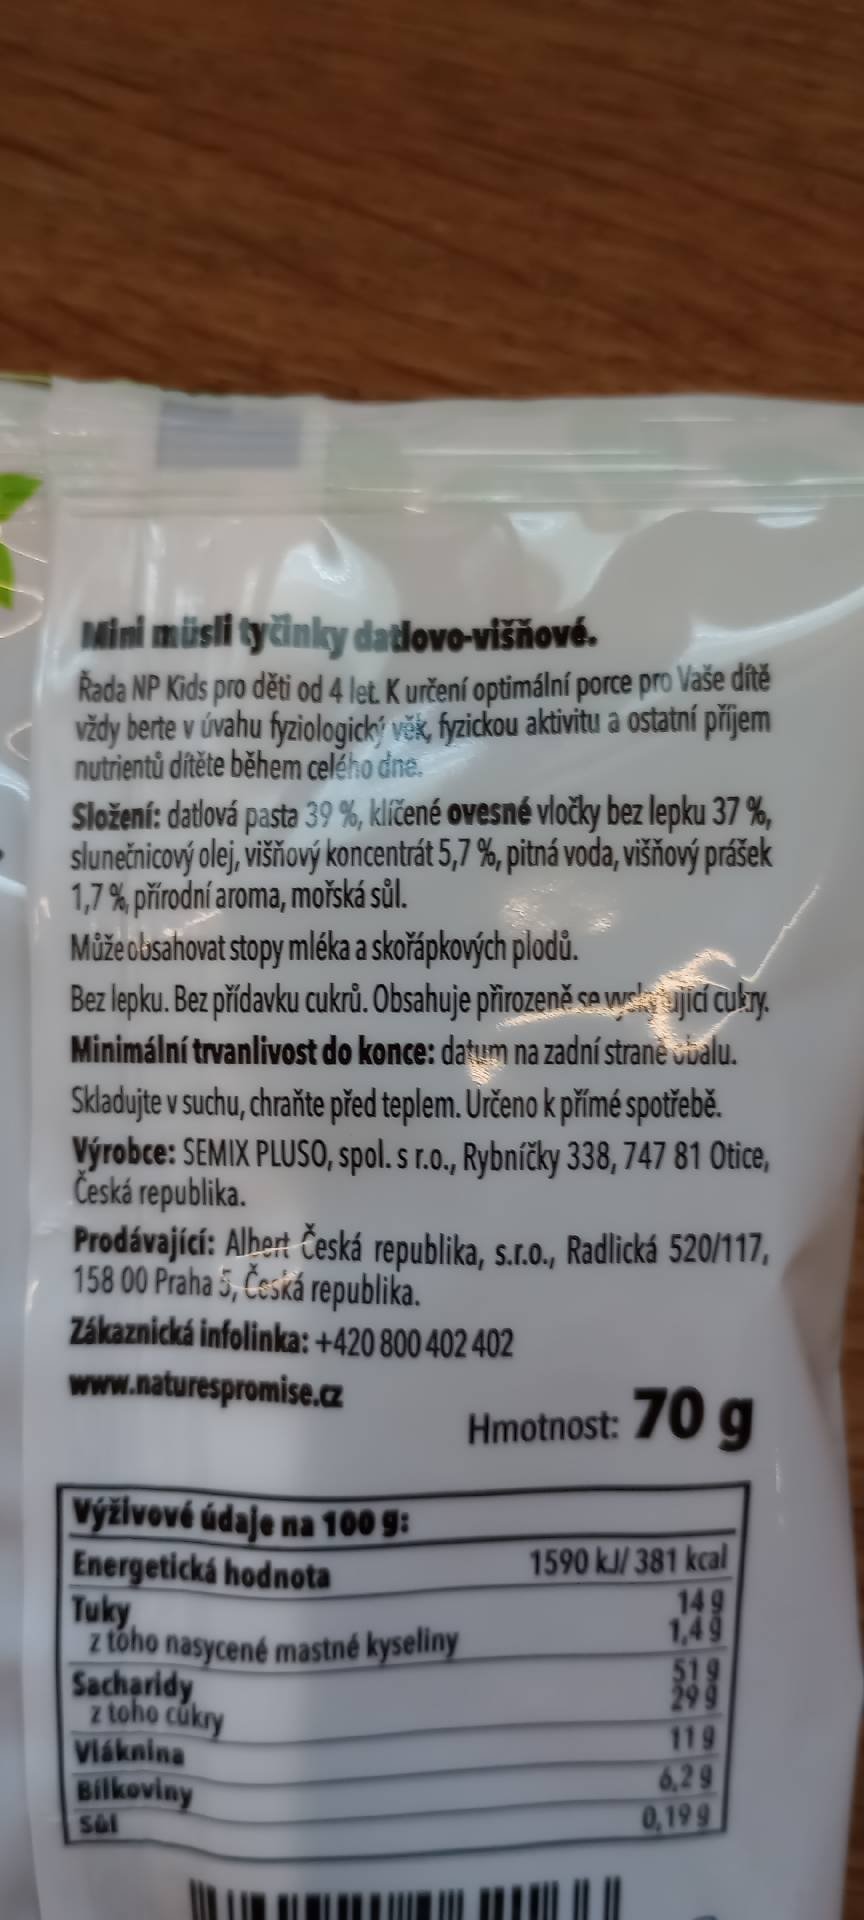 Mini müsli tyčinky datlovo-višňové.
Řada NP Kids pro děti od 4 let. K určení optimální porce pro Vaše dítě
vždy berte v úvahu fyziologický věk, fyzickou aktivitu a ostatní příjem
nutrientů dítěte během celého dne.
Složení: datlová pasta 39 %, klíčené ovesné vločky bez lepku 37 %,
slunečnicový olej, višňový koncentrát 5,7 %, pitná voda, višňový prášek
1,7 %, přírodní aroma, mořská sůl.
Může obsahovat stopy mléka a skořápkových plodů.
Bez lepku. Bez přídavku cukrů. Obsahuje přirozeně se vyskytující cukry.
Minimální trvanlivost do konce: datum na zadní straně obalu.
Skladujte v suchu, chraňte před teplem. Určeno k přímé spotřebě.
Výrobce: SEMIX PLUSO, spol. s r.o., Rybníčky 338, 747 81 Otice,
Česká republika.
Prodávající: Albert Česká republika, s.r.o., Radlická 520/117,
158 00 Praha 5, Česká republika.
Zákaznická infolinka: +420 800 402 402
www.naturespromise.cz
Hmotnost: 70 g
Výživové údaje na 100 g:
Energetická hodnota 1590 kJ/ 381 kcal
Tuky 14 g
z toho nasycené mastné kyseliny 1,4 g
Sacharidy 51 g
z toho cukry 29 g
Vláknina 11 g
Bílkoviny 6,2 g
Sůl 0,19 g